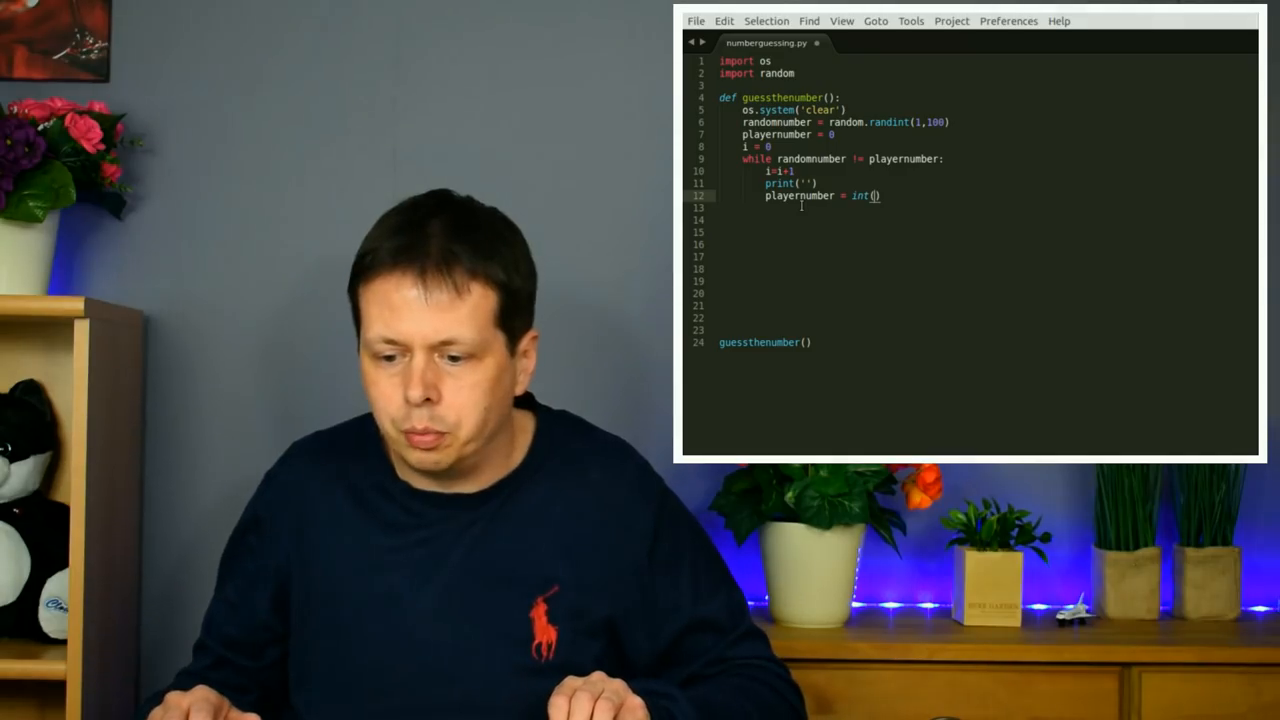 File Edit Selection Find View Goto Tools Project Preferences Help
numberguessing.py
1 import os
2 import random
3
4 def guessthenumber():
5 os.system('clear')
6 randomnumber = random.randint(1,100)
7 playernumber = 0
8 i = 0
9 while randomnumber != playernumber:
10 i=i+1
11 print('')
12 playernumber = int()
13
14
15
16
17
18
19
20
21
22
23
24 guessthenumber()
HERB GARDEN